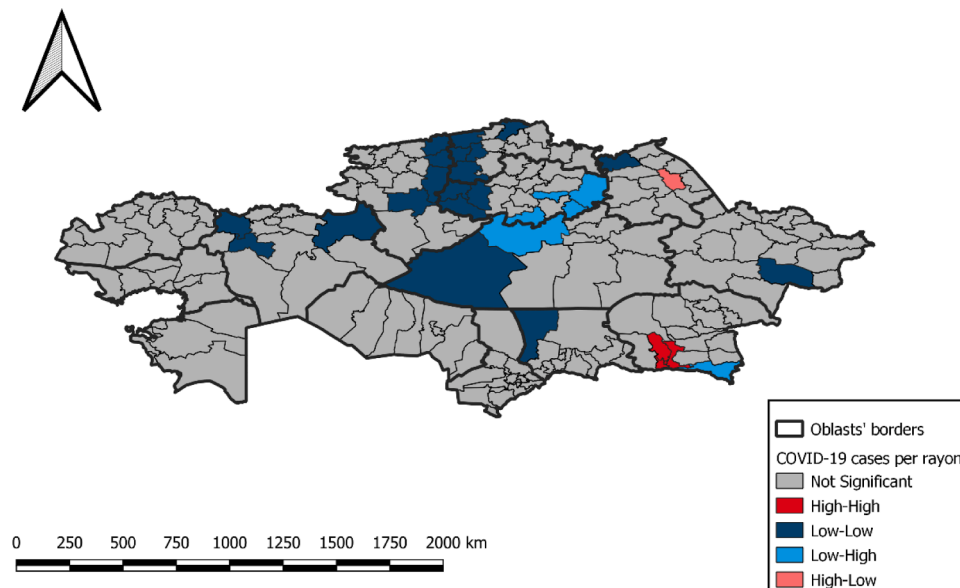 Oblasts' borders
COVID-19 cases per rayon
Not Significant
High-High
Low-Low
Low-High
High-Low
0 250 500 750 1000 1250 1500 1750 2000 km